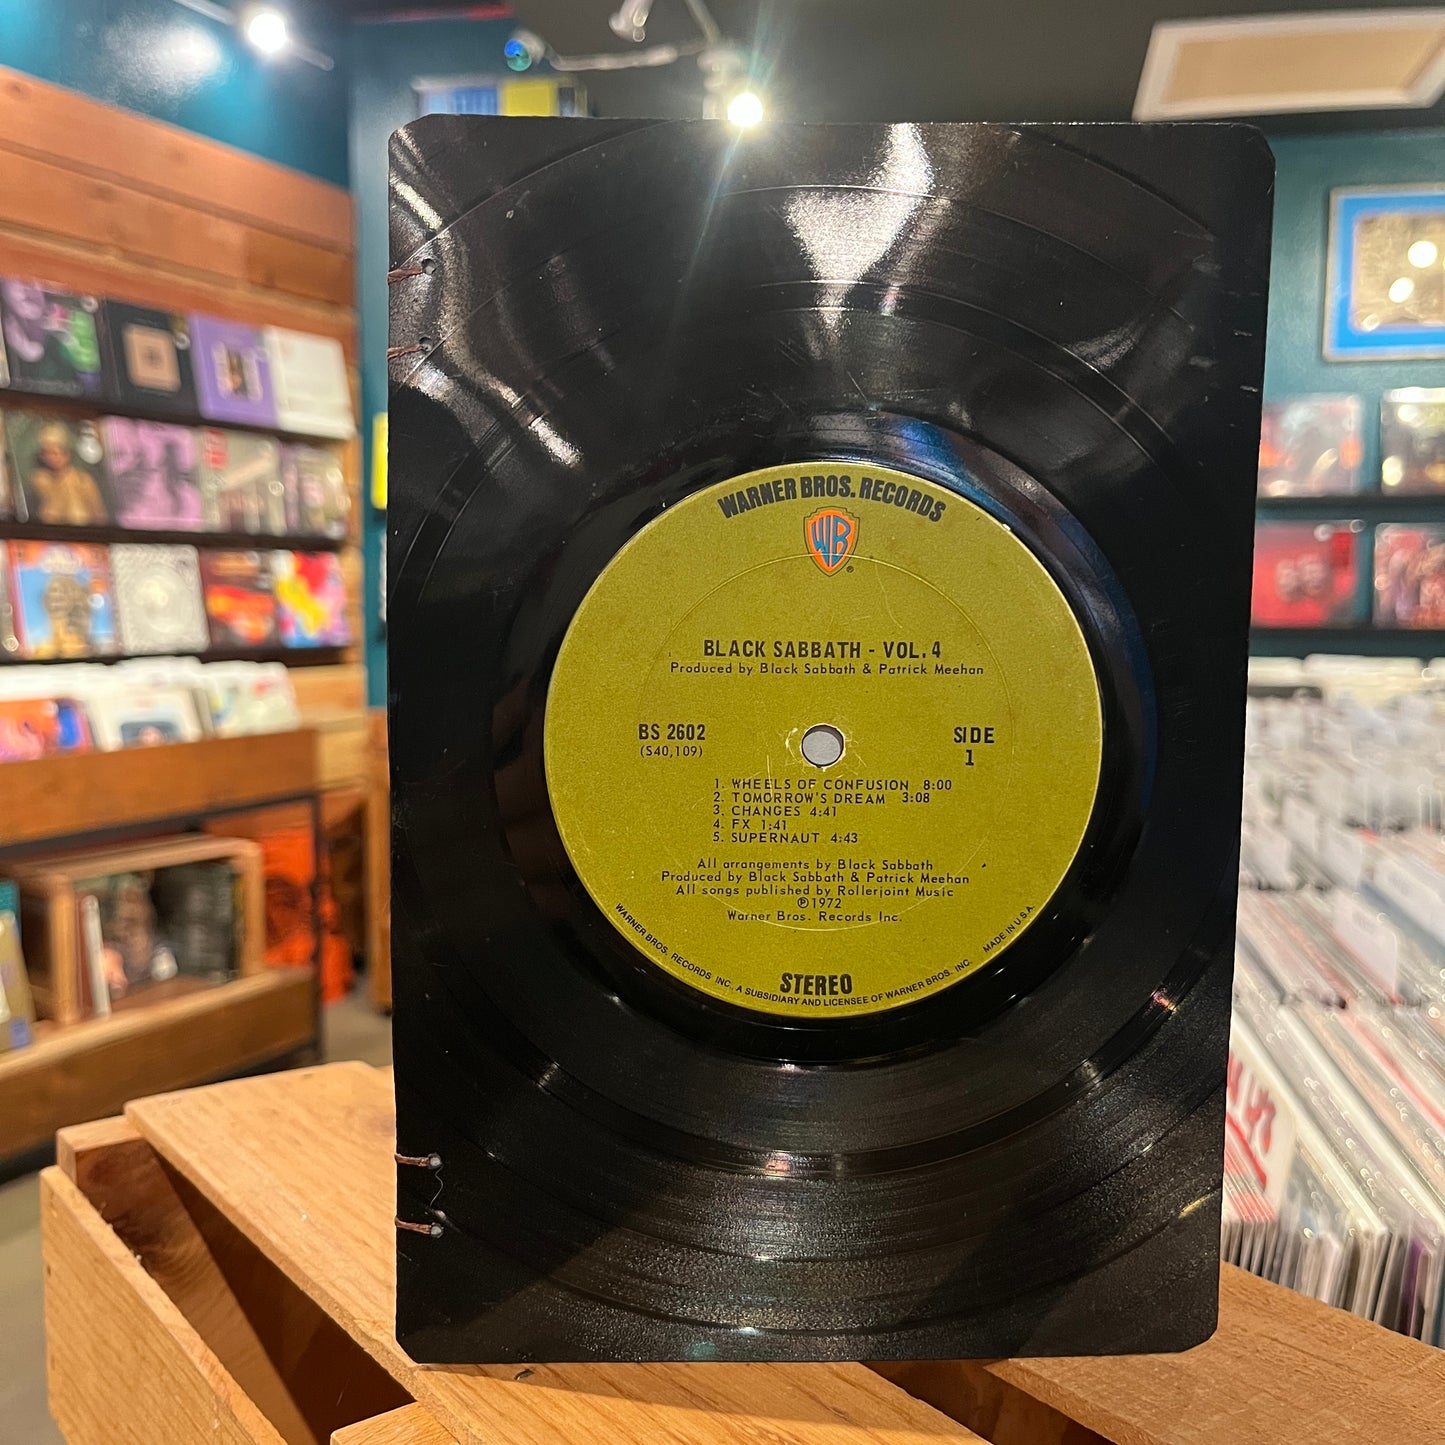 WARNER BROS. RECORDS
WB
®
BLACK SABBATH - VOL. 4
Produced by Black Sabbath & Patrick Meehan
BS 2602
(S40,109)
SIDE
1
1. WHEELS OF CONFUSION 8:00
2. TOMORROW'S DREAM 3:08
3. CHANGES 4:41
4. FX 1:41
5. SUPERNAUT 4:43
All arrangements by Black Sabbath
Produced by Black Sabbath & Patrick Meehan
All songs published by Rollerjoint Music
℗1972
Warner Bros. Records Inc.
STEREO
WARNER BROS. RECORDS INC. A SUBSIDIARY AND LICENSEE OF WARNER BROS. INC. MADE IN U.S.A.